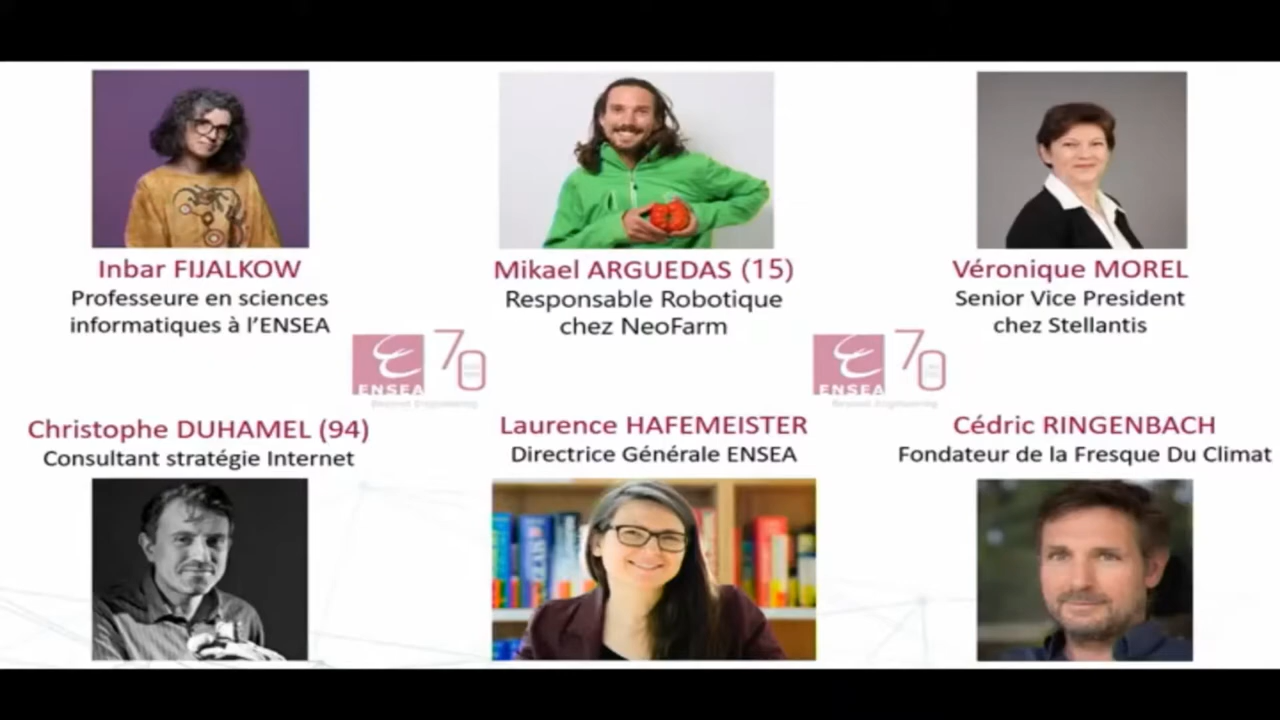 Inbar FIJALKOW
Professeure en sciences
informatiques à l'ENSEA
Mikael ARGUEDAS (15)
Responsable Robotique
chez NeoFarm
Véronique MOREL
Senior Vice President
chez Stellantis
ENSEA
70
ENSEA
70
Christophe DUHAMEL (94)
Consultant stratégie Internet
Laurence HAFEMEISTER
Directrice Générale ENSEA
Cédric RINGENBACH
Fondateur de la Fresque Du Climat